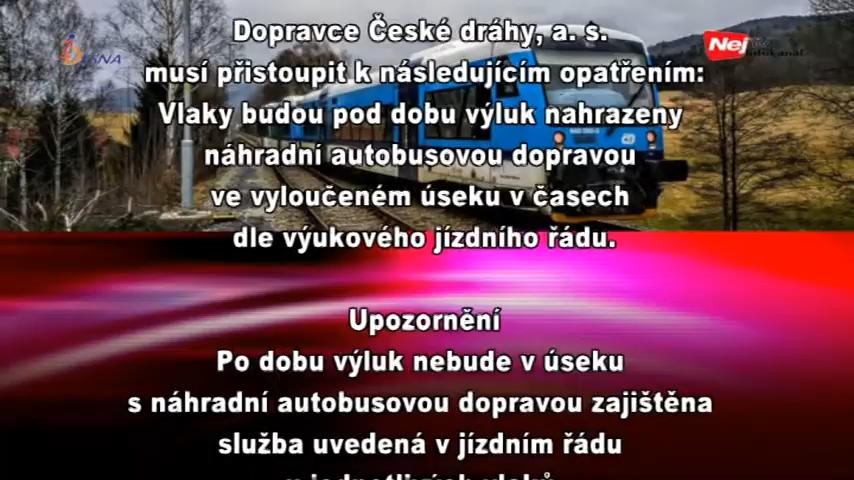 Dopravce České dráhy, a. s.
musí přistoupit k následujícím opatřením:
Vlaky budou pod dobu výluk nahrazeny
náhradní autobusovou dopravou
ve vyloučeném úseku v časech
dle výukového jízdního řádu.
Upozornění
Po dobu výluk nebude v úseku
s náhradní autobusovou dopravou zajištěna
služba uvedená v jízdním řádu
Nej